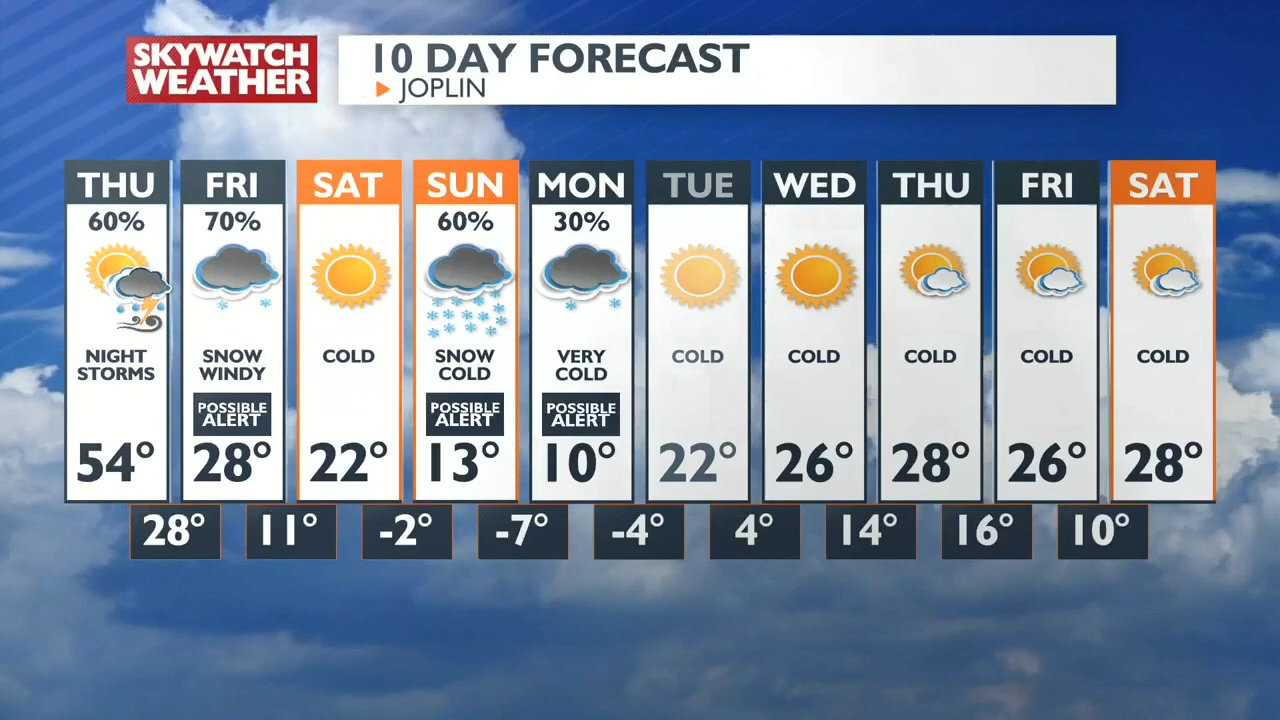 SKYWATCH
WEATHER
10 DAY FORECAST
JOPLIN
THU FRI SAT SUN MON TUE WED THU FRI SAT
60% 70% 60% 30%
NIGHT STORMS
SNOW WINDY
COLD
SNOW COLD
VERY COLD
COLD
COLD
COLD
COLD
COLD
POSSIBLE ALERT
POSSIBLE ALERT
POSSIBLE ALERT
54° 28° 22° 13° 10° 22° 26° 28° 26° 28°
28° 11° -2° -7° -4° 4° 14° 16° 10°